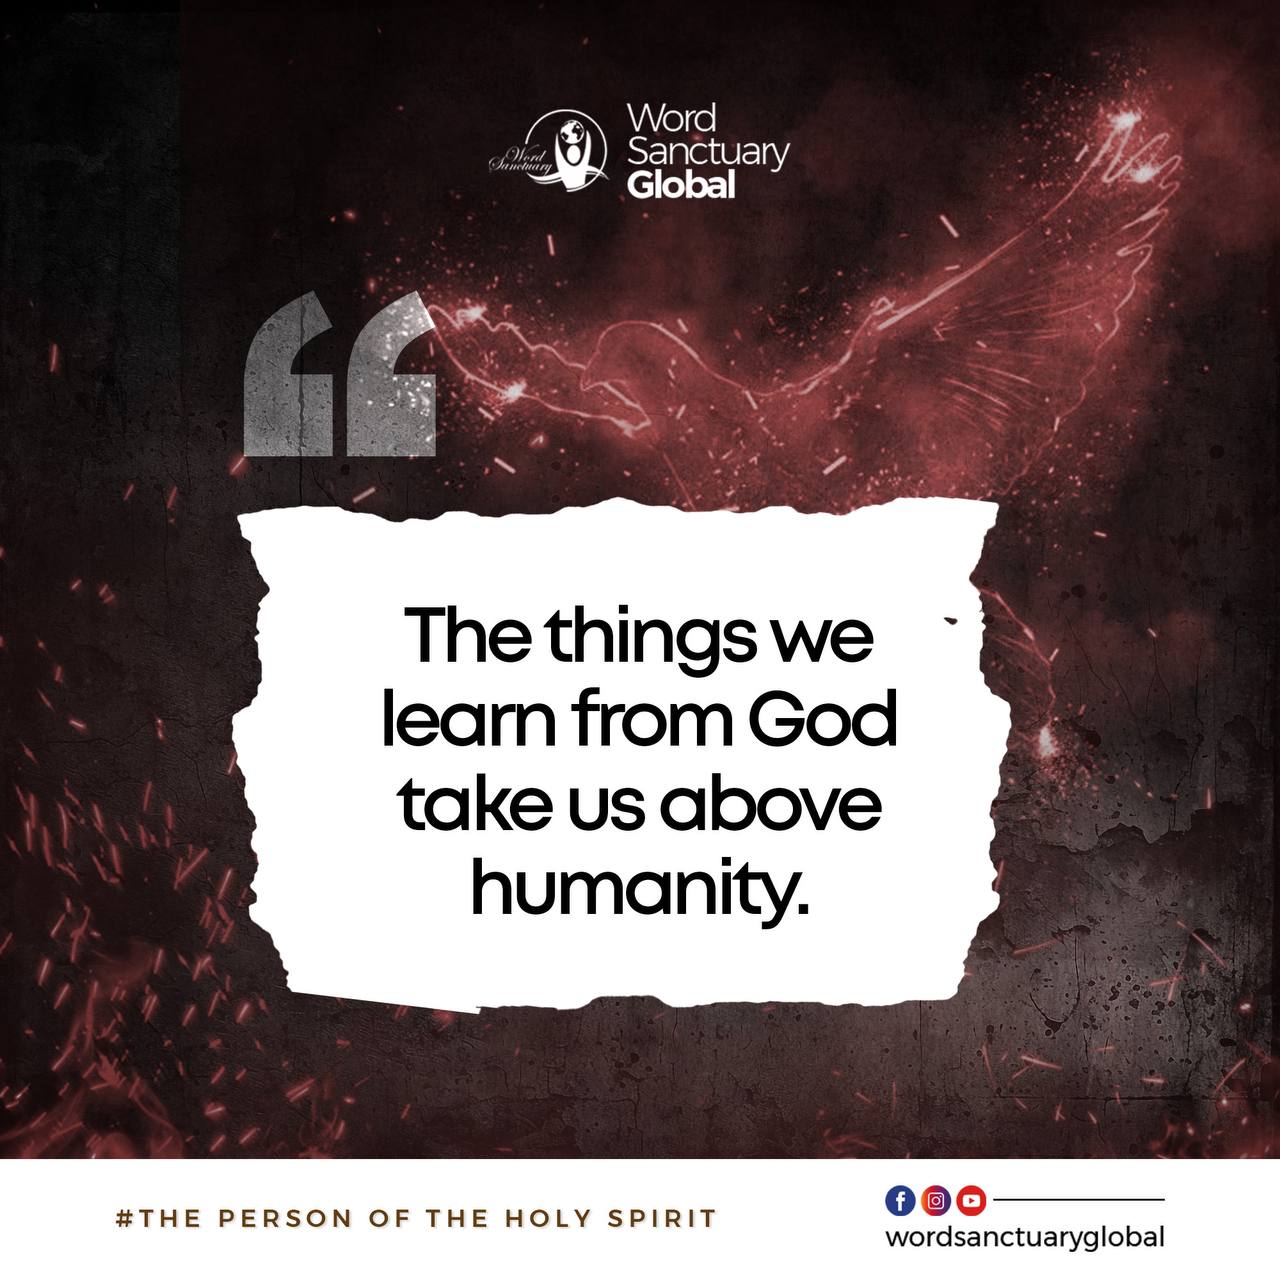 Word
Sanctuary
Word
Sanctuary
Global
“
The things we
learn from God
take us above
humanity.
#THE PERSON OF THE HOLY SPIRIT
wordsanctuaryglobal